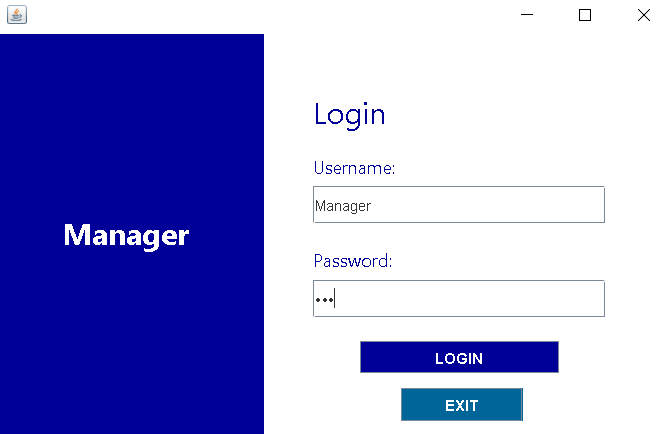 Manager
Login
Username:
Manager
Password:
•••
LOGIN
EXIT